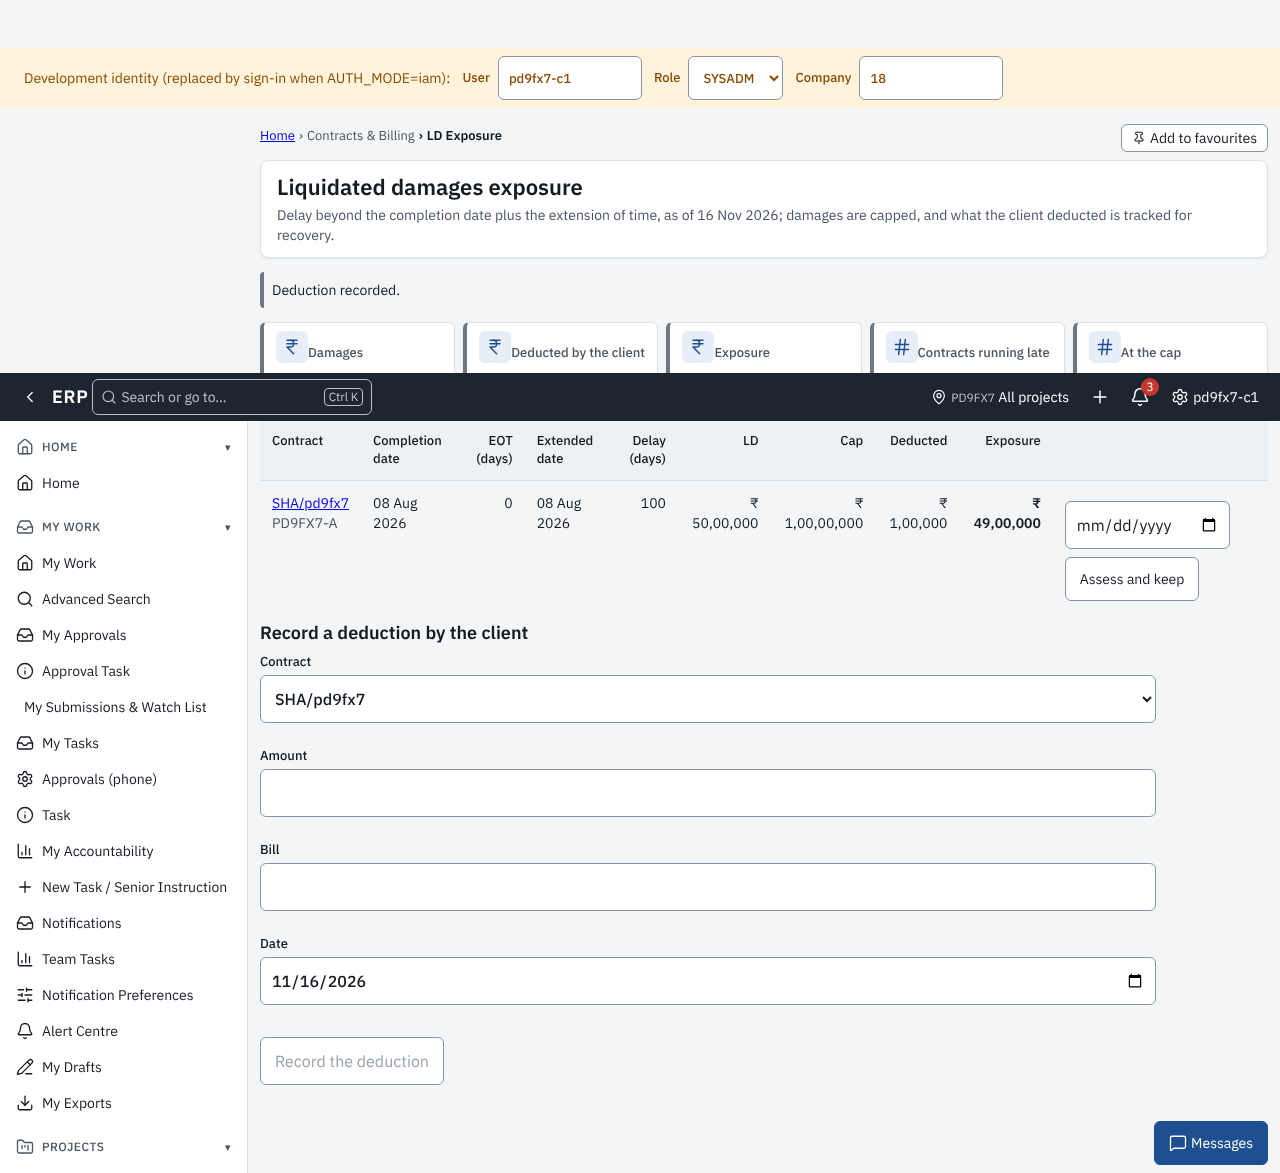 Development identity (replaced by sign-in when AUTH_MODE=iam): User pd9fx7-c1 Role SYSADM Company 18
Home › Contracts & Billing › LD Exposure
Add to favourites
Liquidated damages exposure
Delay beyond the completion date plus the extension of time, as of 16 Nov 2026; damages are capped, and what the client deducted is tracked for
recovery.
Deduction recorded.
₹ Damages
₹ Deducted by the client
₹ Exposure
# Contracts running late
# At the cap
ERP
Search or go to...
Ctrl K
PD9FX7 All projects
3
pd9fx7-c1
HOME
Home
MY WORK
My Work
Advanced Search
My Approvals
Approval Task
My Submissions & Watch List
My Tasks
Approvals (phone)
Task
My Accountability
New Task / Senior Instruction
Notifications
Team Tasks
Notification Preferences
Alert Centre
My Drafts
My Exports
PROJECTS
Contract
Completion
date
EOT
(days)
Extended
date
Delay
(days)
LD
Cap
Deducted
Exposure
SHA/pd9fx7
PD9FX7-A
08 Aug
2026
0
08 Aug
2026
100
₹
50,00,000
₹
1,00,00,000
₹
1,00,000
₹
49,00,000
mm/dd/yyyy
Assess and keep
Record a deduction by the client
Contract
SHA/pd9fx7
Amount
Bill
Date
11/16/2026
Record the deduction
Messages